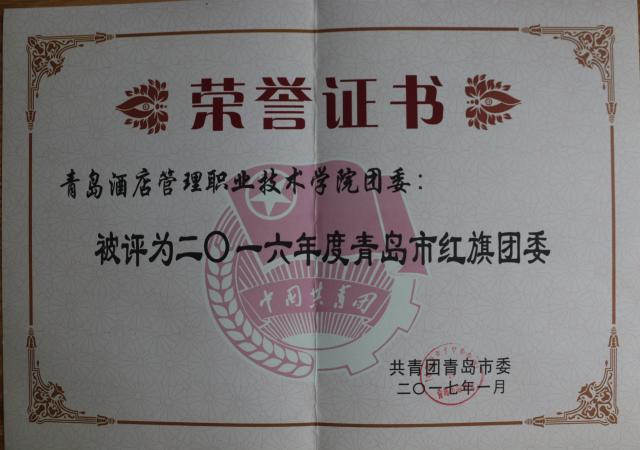 荣誉证书
青岛酒店管理职业技术学院团委：
被评为二〇一六年度青岛市红旗团委
中国共青团
共青团青岛市委
二〇一七年一月